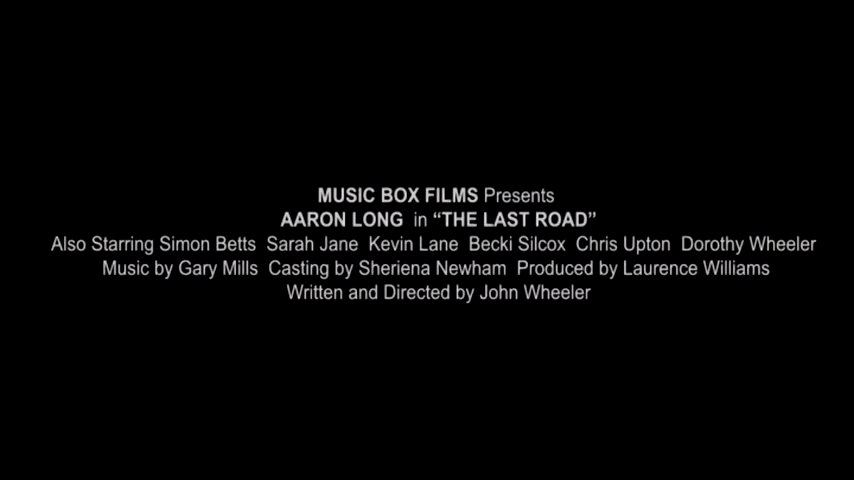 MUSIC BOX FILMS Presents
AARON LONG in “THE LAST ROAD”
Also Starring Simon Betts Sarah Jane Kevin Lane Becki Silcox Chris Upton Dorothy Wheeler
Music by Gary Mills Casting by Sheriena Newham Produced by Laurence Williams
Written and Directed by John Wheeler